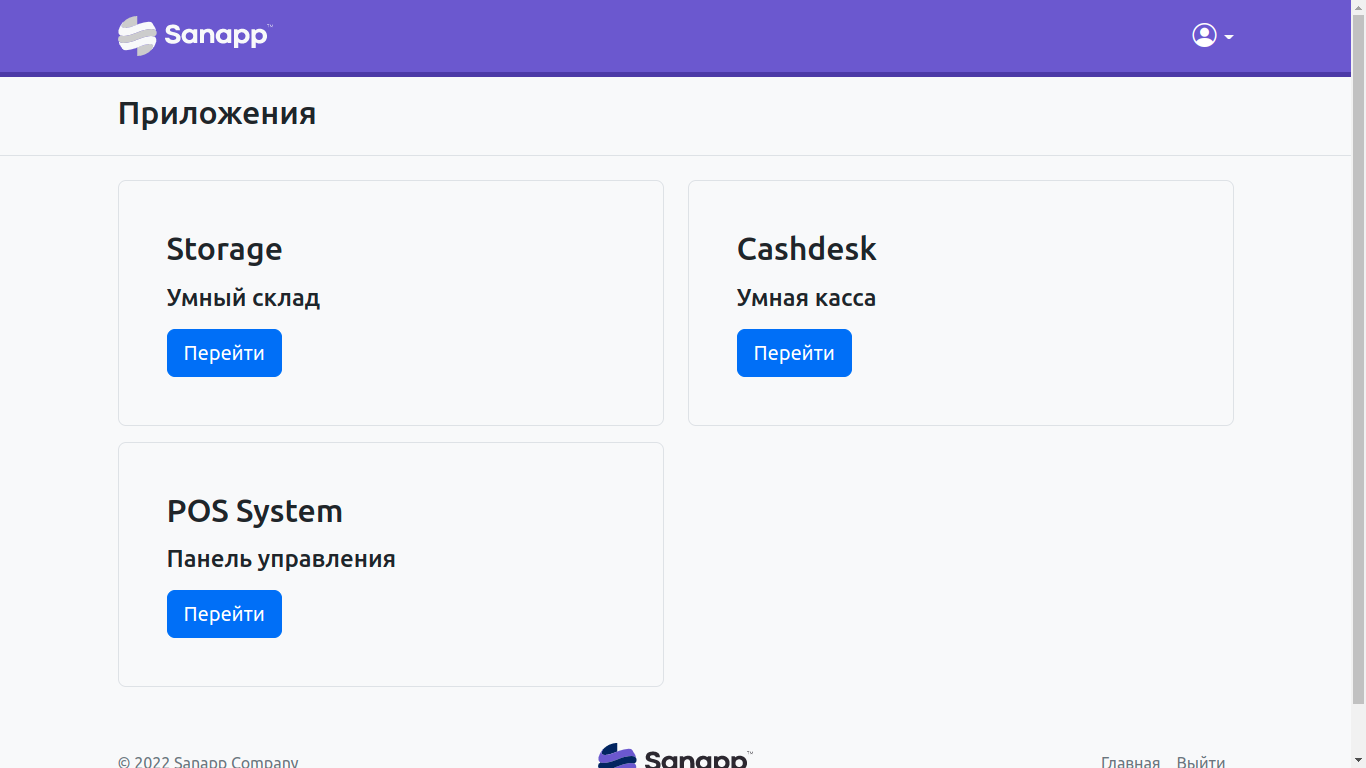 Sanapp™
Приложения
Storage
Умный склад
Перейти
Cashdesk
Умная касса
Перейти
POS System
Панель управления
Перейти
© 2022 Sanapp Company
Sanapp™
Главная Выйти